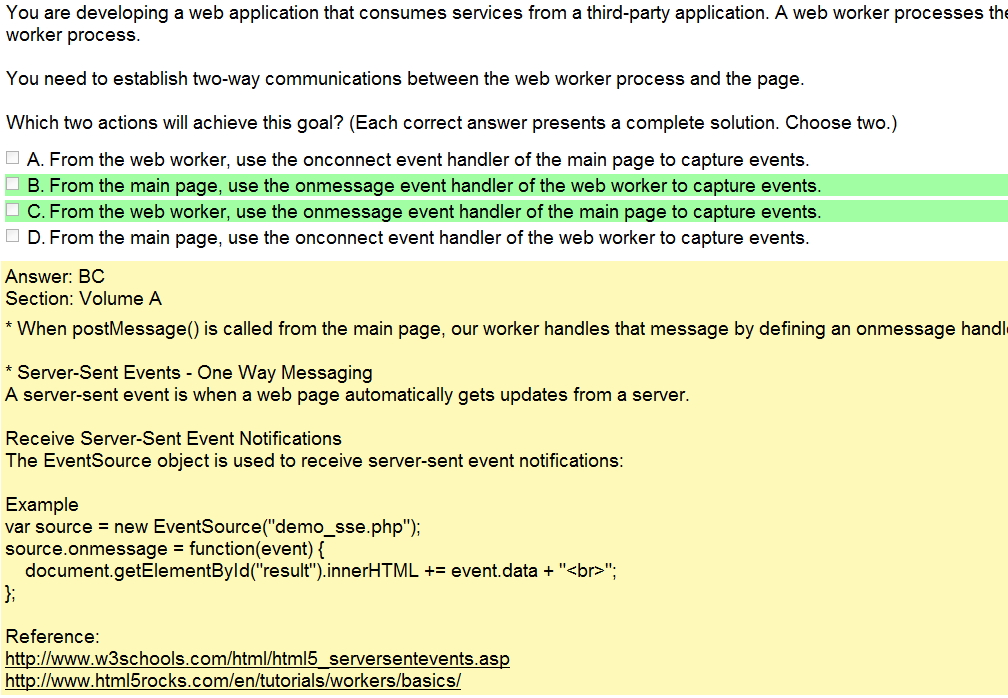 You are developing a web application that consumes services from a third-party application. A web worker processes
worker process.
You need to establish two-way communications between the web worker process and the page.
Which two actions will achieve this goal? (Each correct answer presents a complete solution. Choose two.)
A. From the web worker, use the onconnect event handler of the main page to capture events.
B. From the main page, use the onmessage event handler of the web worker to capture events.
C. From the web worker, use the onmessage event handler of the main page to capture events.
D. From the main page, use the onconnect event handler of the web worker to capture events.
Answer: BC
Section: Volume A
* When postMessage() is called from the main page, our worker handles that message by defining an onmessage
* Server-Sent Events - One Way Messaging
A server-sent event is when a web page automatically gets updates from a server.
Receive Server-Sent Event Notifications
The EventSource object is used to receive server-sent event notifications:
Example
var source = new EventSource("demo_sse.php");
source.onmessage = function(event) {
document.getElementById("result").innerHTML += event.data + "<br>";
};
Reference:
http://www.w3schools.com/html/html5_serversentevents.asp
http://www.html5rocks.com/en/tutorials/workers/basics/